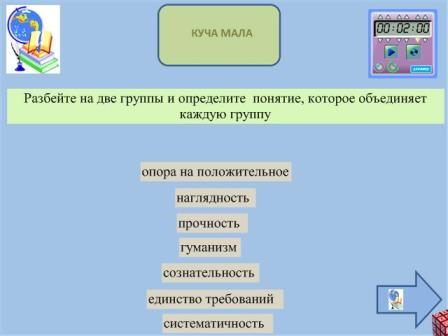 КУЧА МАЛА
00:02:00
Разбейте на две группы и определите понятие, которое объединяет
каждую группу
опора на положительное
наглядность
прочность
гуманизм
сознательность
единство требований
систематичность